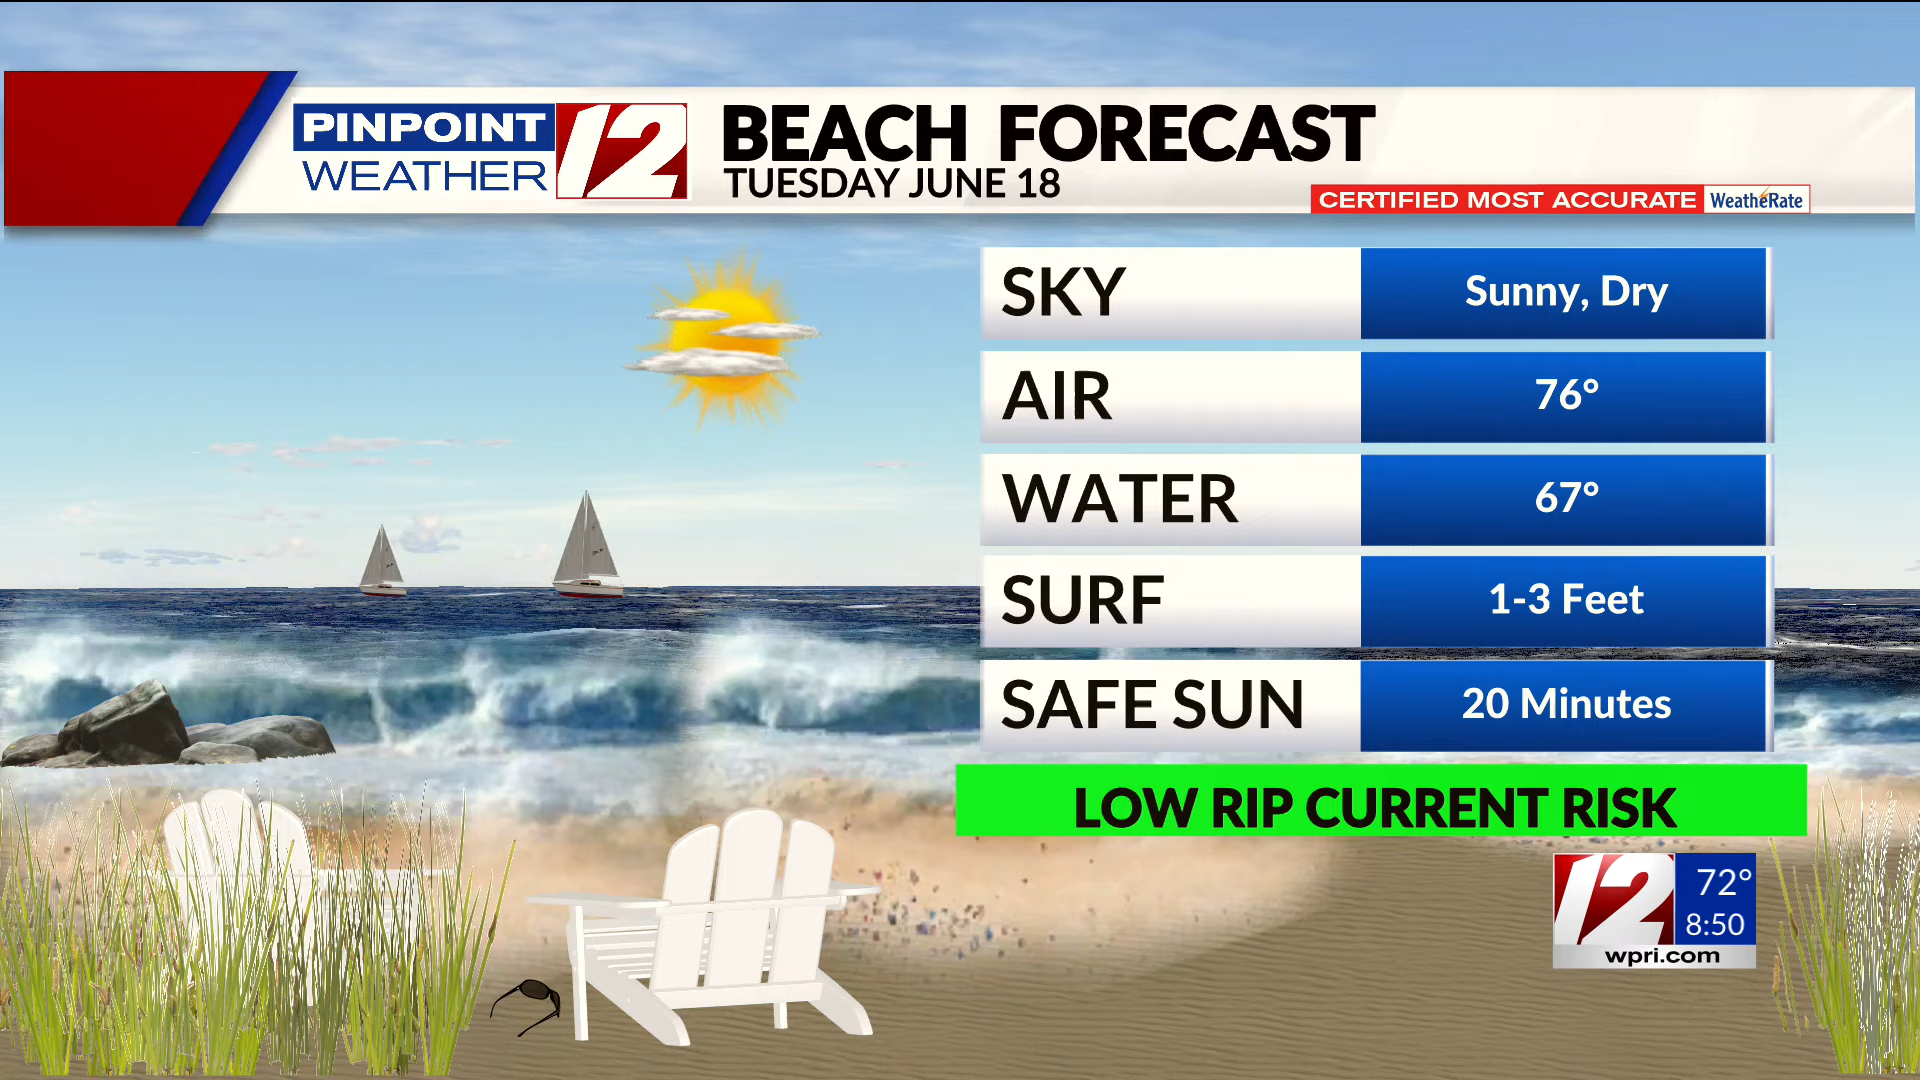 PINPOINT
WEATHER
12
BEACH FORECAST
TUESDAY JUNE 18
CERTIFIED MOST ACCURATE WeatheRate
SKY Sunny, Dry
AIR 76°
WATER 67°
SURF 1-3 Feet
SAFE SUN 20 Minutes
LOW RIP CURRENT RISK
12 72°
8:50
wpri.com